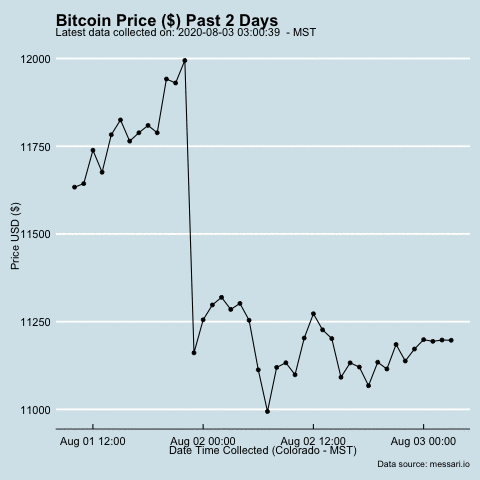 Bitcoin Price ($) Past 2 Days
Latest data collected on: 2020-08-03 03:00:39  - MST
12000
11750
11500
11250
11000
Price USD ($)
Aug 01 12:00 Aug 02 00:00 Aug 02 12:00 Aug 03 00:00
Date Time Collected (Colorado - MST)
Data source: messari.io